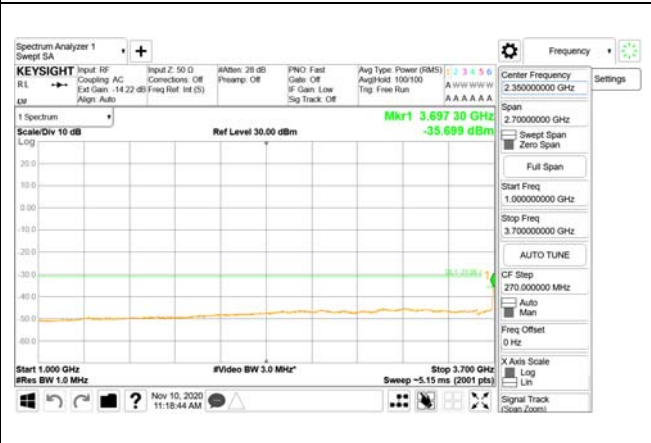 Spectrum Analyzer 1
Swept SA
Frequency
KEYSIGHT
RL
Input: RF
Coupling: AC
Ext Gain: -14.22 dB
Align: Auto
Input Z: 50 Ω
Corrections: Off
Freq Ref: Int (S)
#Atten: 28 dB
Preamp: Off
PNO: Fast
Gate: Off
IF Gain: Low
Sig Track: Off
Avg Type: Power (RMS)
Avg|Hold: 100/100
Trig: Free Run
1 2 3 4 5 6
A W W W W W
A A A A A A
1 Spectrum
Scale/Div 10 dB
Log
Ref Level 30.00 dBm
Mkr1 3.697 30 GHz
-35.699 dBm
20.0
10.0
0.00
-10.0
-20.0
-30.0
-40.0
-50.0
-60.0
1
Start 1.000 GHz
#Res BW 1.0 MHz
#Video BW 3.0 MHz*
Stop 3.700 GHz
Sweep ~5.15 ms (2001 pts)
Nov 10, 2020
11:18:44 AM
Settings
Center Frequency
2.350000000 GHz
Span
2.70000000 GHz
Swept Span
Zero Span
Full Span
Start Freq
1.000000000 GHz
Stop Freq
3.700000000 GHz
AUTO TUNE
CF Step
270.000000 MHz
Auto
Man
Freq Offset
0 Hz
X Axis Scale
Log
Lin
Signal Track
(Span Zoom)